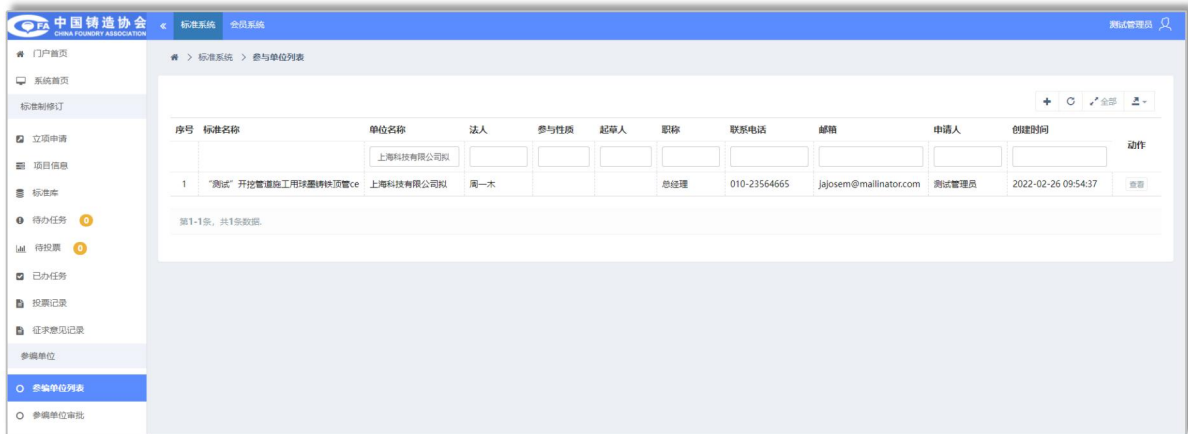 CFA 中国铸造协会
CHINA FOUNDRY ASSOCIATION
« 标准系统 会员系统
测试管理员
门户首页
系统首页
标准制修订
立项申请
项目信息
标准库
待办任务 0
待投票 0
已办任务
投票记录
征求意见记录
参编单位
参编单位列表
参编单位审批
> 标准系统 > 参与单位列表
全部
序号 标准名称 单位名称 法人 参与性质 起草人 职称 联系电话 邮箱 申请人 创建时间 动作
上海科技有限公司拟
1 “测试”开挖管道施工用球墨铸铁顶管ce 上海科技有限公司拟 周一木 总经理 010-23564665 jajosem@mailinator.com 测试管理员 2022-02-26 09:54:37 查看
第1-1条，共1条数据.